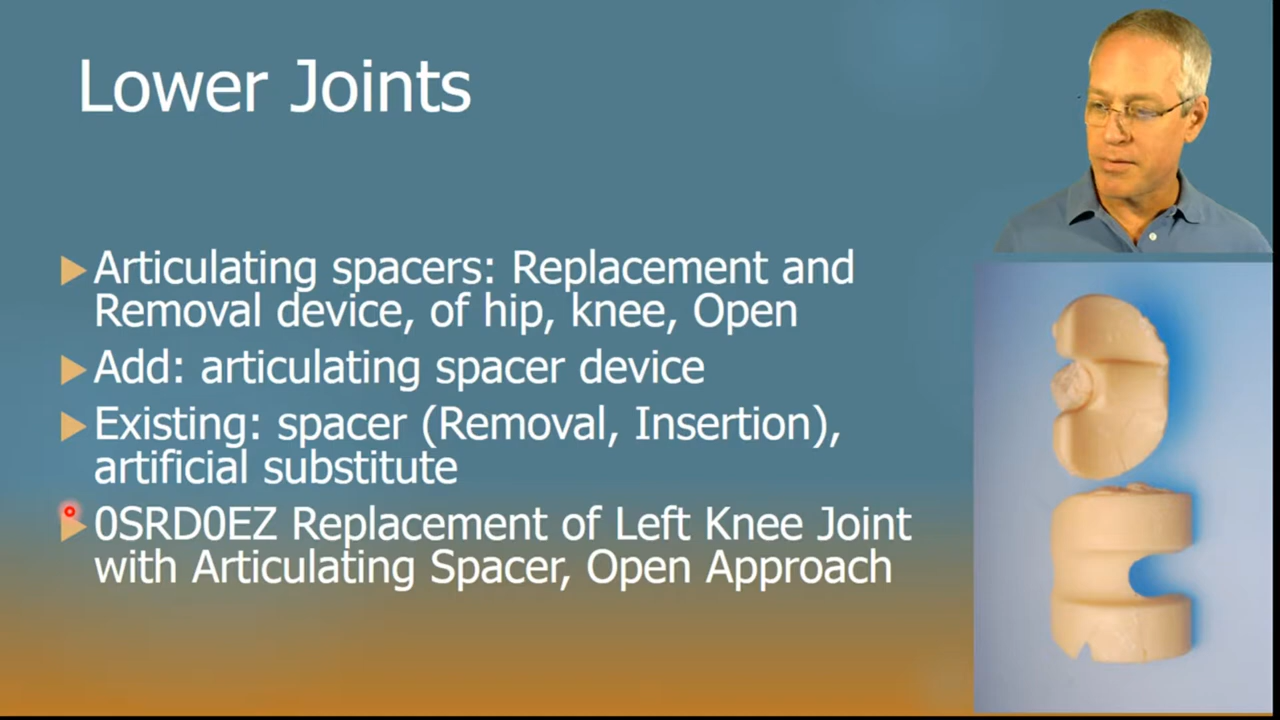 Lower Joints
Articulating spacers: Replacement and
Removal device, of hip, knee, Open
Add: articulating spacer device
Existing: spacer (Removal, Insertion),
artificial substitute
0SRD0EZ Replacement of Left Knee Joint
with Articulating Spacer, Open Approach